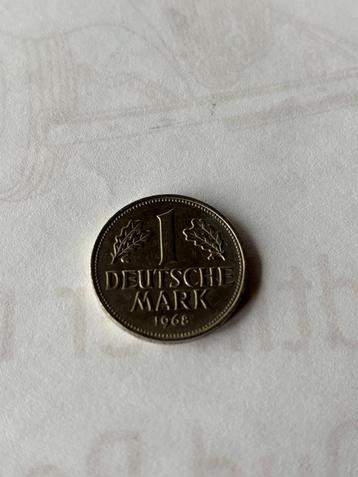 1
DEUTSCHE
MARK
1968